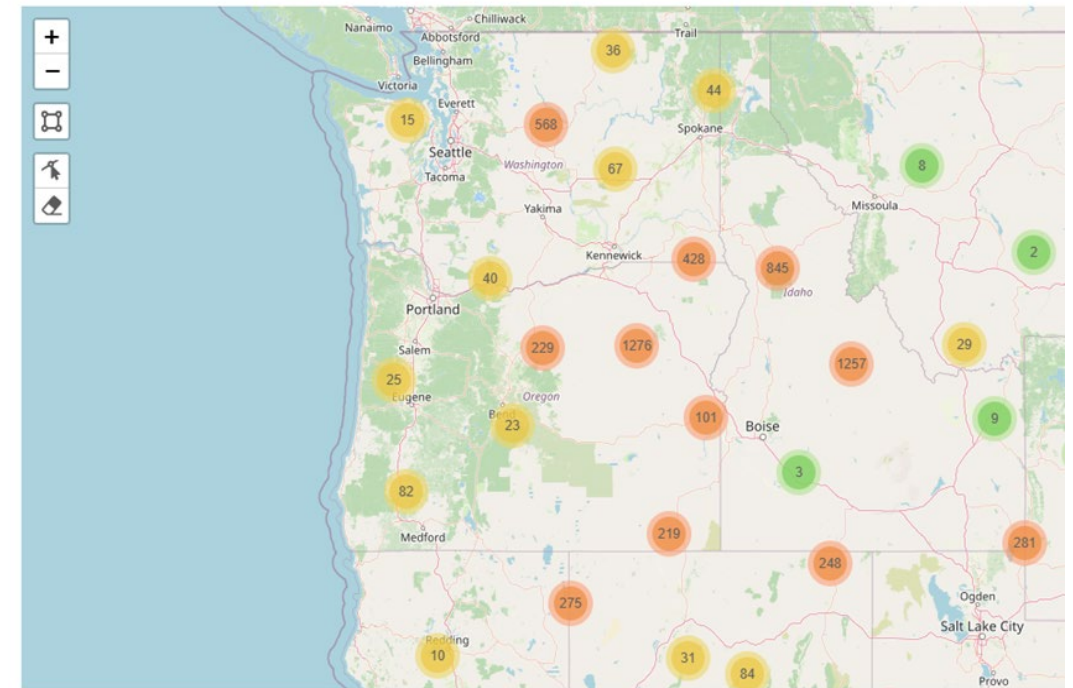 +
−
Nanaimo
Chilliwack
Abbotsford
Trail
Bellingham
36
Victoria
44
Everett
15
568
Spokane
Seattle
Washington
67
8
Tacoma
Missoula
Yakima
Kennewick
428
845
2
40
Idaho
Portland
Salem
229
1276
29
1257
25
Eugene
Oregon
Bend
23
101
Boise
9
3
82
Medford
219
281
248
Ogden
275
Salt Lake City
Redding
10
31
84
Provo